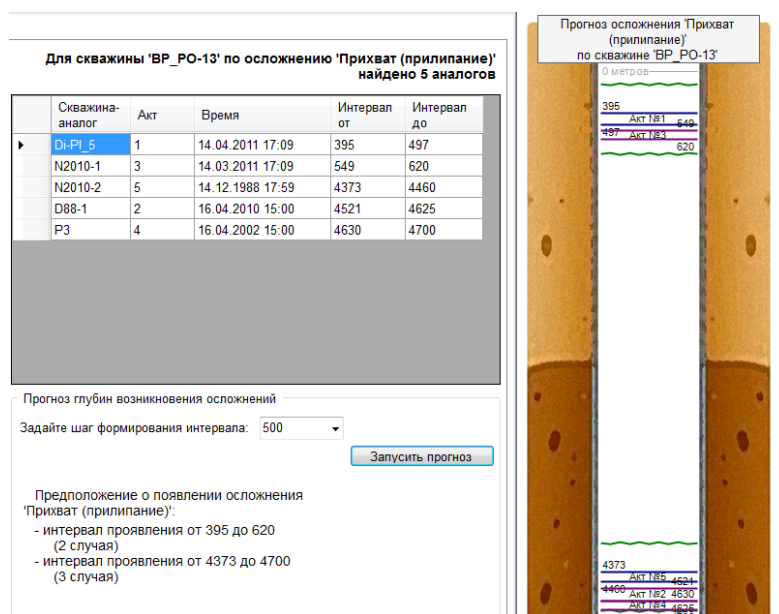 Для скважины 'BP_PO-13' по осложнению 'Прихват (прилипание)'
найдено 5 аналогов
Скважина-аналог Акт Время Интервал от Интервал до
Di-Pl_5 1 14.04.2011 17:09 395 497
N2010-1 3 14.03.2011 17:09 549 620
N2010-2 5 14.12.1988 17:59 4373 4460
D88-1 2 16.04.2010 15:00 4521 4625
P3 4 16.04.2002 15:00 4630 4700
Прогноз глубин возникновения осложнений
Задайте шаг формирования интервала: 500
Запустить прогноз
Предположение о появлении осложнения
'Прихват (прилипание)':
- интервал проявления от 395 до 620
(2 случая)
- интервал проявления от 4373 до 4700
(3 случая)
Прогноз осложнения 'Прихват
(прилипание)'
по скважине 'BP_PO-13'
0 метров
395
Акт №1 549
497 Акт №3
620
4373
Акт №5 4521
4460 Акт №2 4630
Акт №4 4625